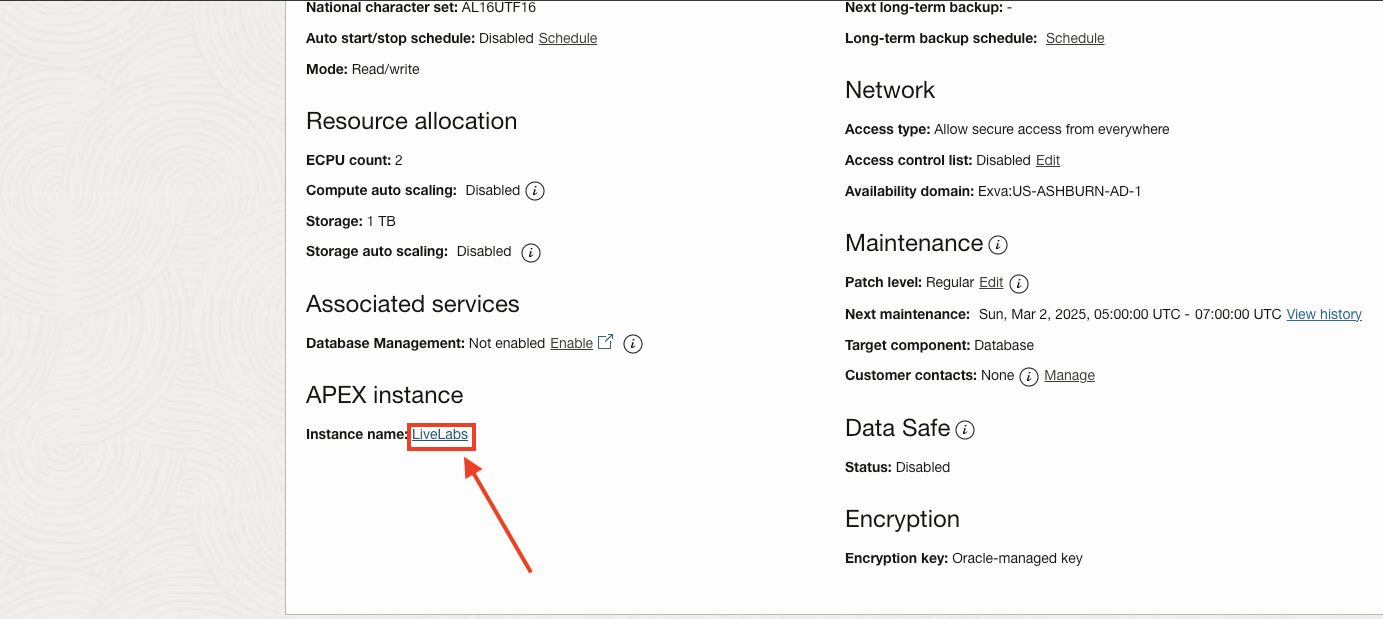 National character set: AL16UTF16
Auto start/stop schedule: Disabled Schedule
Mode: Read/write
Resource allocation
ECPU count: 2
Compute auto scaling: Disabled i
Storage: 1 TB
Storage auto scaling: Disabled i
Associated services
Database Management: Not enabled Enable i
APEX instance
Instance name: LiveLabs
Next long-term backup: -
Long-term backup schedule: Schedule
Network
Access type: Allow secure access from everywhere
Access control list: Disabled Edit
Availability domain: Exva:US-ASHBURN-AD-1
Maintenance i
Patch level: Regular Edit i
Next maintenance: Sun, Mar 2, 2025, 05:00:00 UTC - 07:00:00 UTC View history
Target component: Database
Customer contacts: None i Manage
Data Safe i
Status: Disabled
Encryption
Encryption key: Oracle-managed key